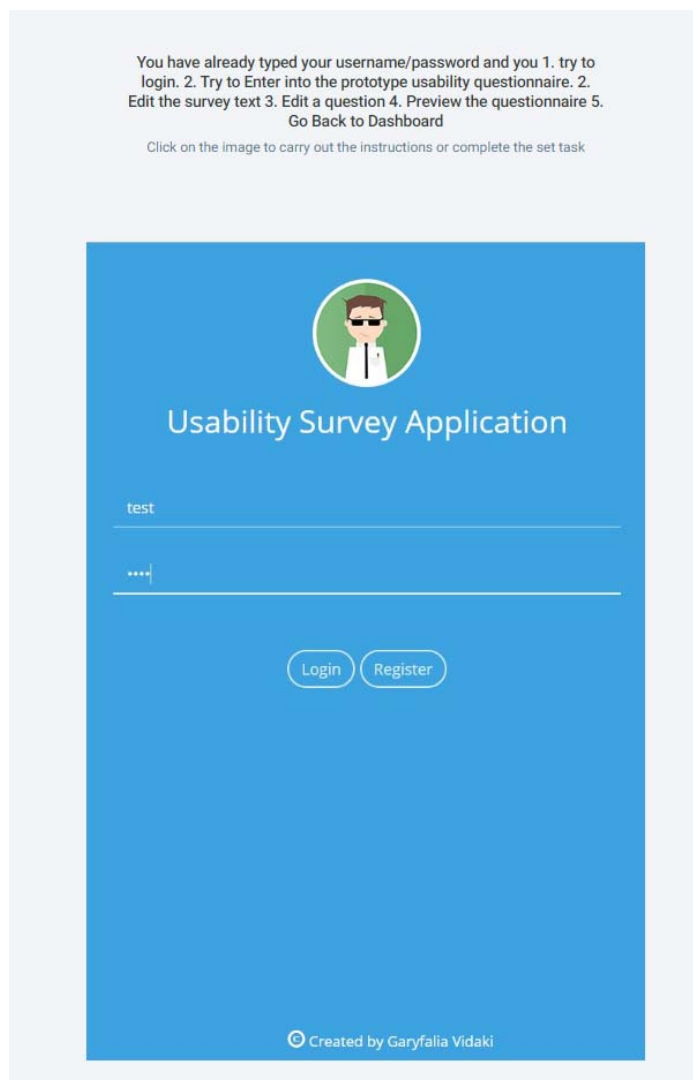 You have already typed your username/password and you 1. try to
login. 2. Try to Enter into the prototype usability questionnaire. 2.
Edit the survey text 3. Edit a question 4. Preview the questionnaire 5.
Go Back to Dashboard
Click on the image to carry out the instructions or complete the set task
Usability Survey Application
test
••••
Login Register
© Created by Garyfalia Vidaki